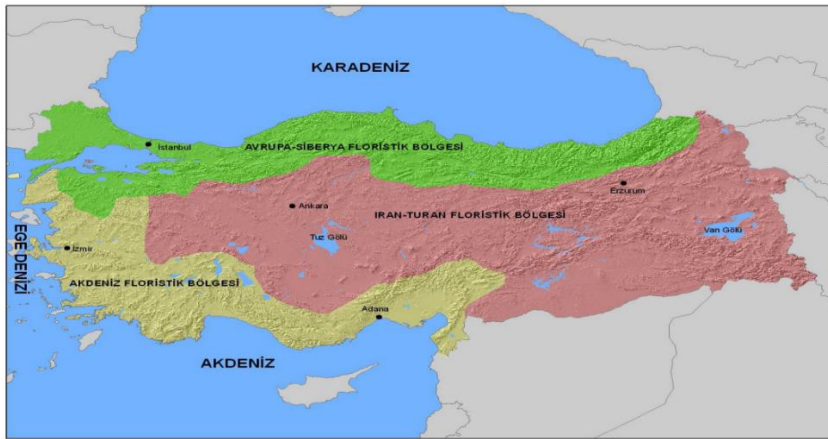 KARADENİZ
İstanbul
AVRUPA-SİBERYA FLORİSTİK BÖLGESİ
Erzurum
Ankara
İRAN-TURAN FLORİSTİK BÖLGESİ
Van Gölü
Tuz Gölü
İzmir
EGE DENİZİ
AKDENİZ FLORİSTİK BÖLGESİ
Adana
AKDENİZ